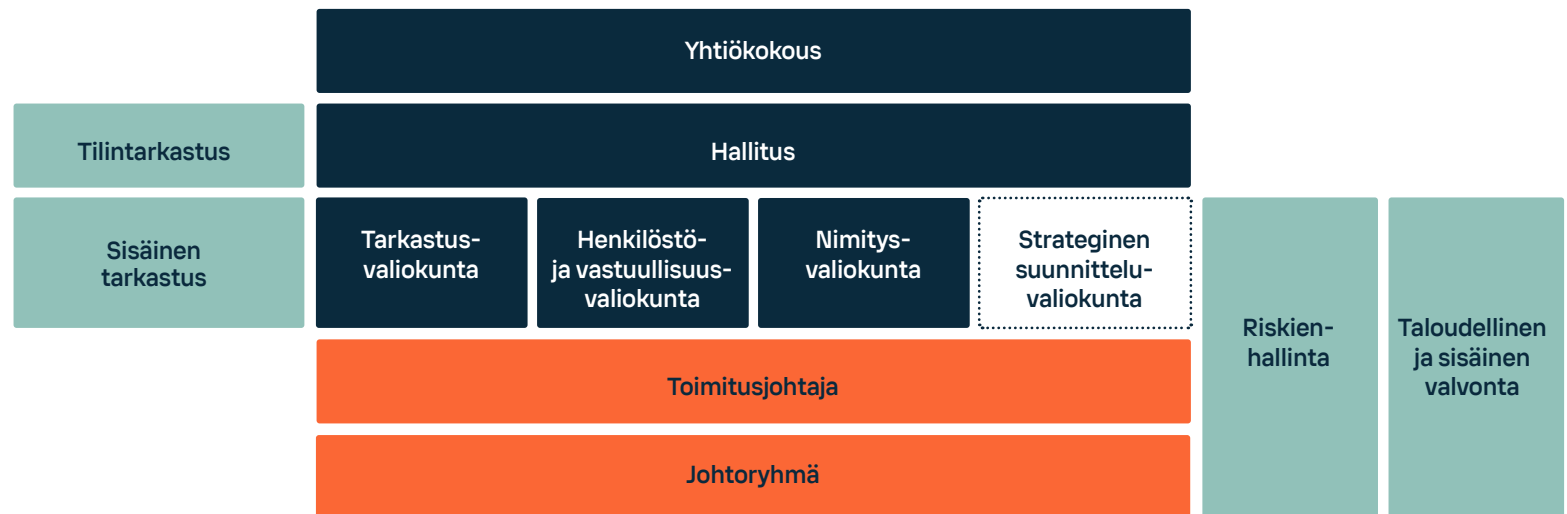 Yhtiökokous
Tilintarkastus
Hallitus
Sisäinen
tarkastus
Tarkastus-
valiokunta
Henkilöstö-
ja vastuullisuus-
valiokunta
Nimitys-
valiokunta
Strateginen
suunnittelu-
valiokunta
Riskien-
hallinta
Taloudellinen
ja sisäinen
valvonta
Toimitusjohtaja
Johtoryhmä